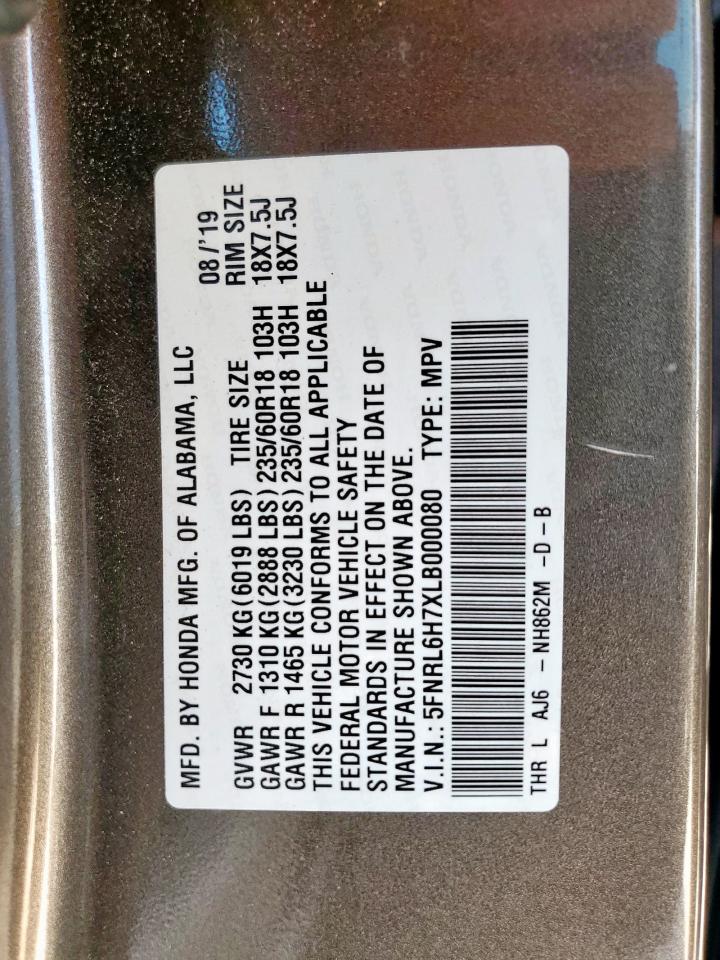 MFD. BY HONDA MFG. OF ALABAMA, LLC 08/'19
GVWR 2730 KG(6019 LBS) TIRE SIZE RIM SIZE
GAWR F 1310 KG(2888 LBS)235/60R18 103H 18X7.5J
GAWR R 1465 KG(3230 LBS)235/60R18 103H 18X7.5J
THIS VEHICLE CONFORMS TO ALL APPLICABLE
FEDERAL MOTOR VEHICLE SAFETY
STANDARDS IN EFFECT ON THE DATE OF
MANUFACTURE SHOWN ABOVE.
V.I.N.: 5FNRL6H7XLB000080 TYPE: MPV
THR L AJ6 -NH862M -D-B